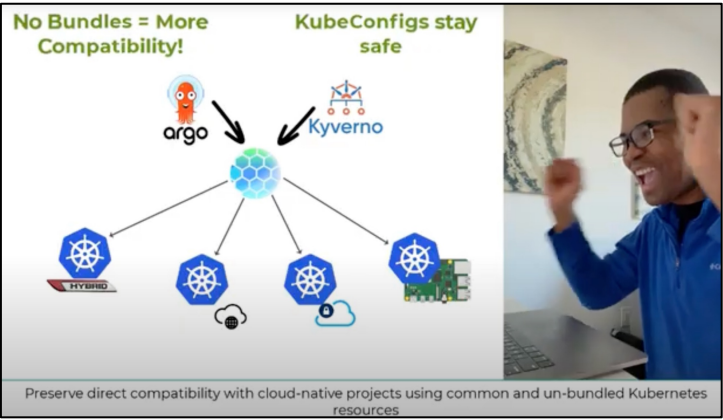 No Bundles = More
Compatibility!
KubeConfigs stay
safe
argo
Kyverno
HYBRID
Preserve direct compatibility with cloud-native projects using common and un-bundled Kubernetes
resources